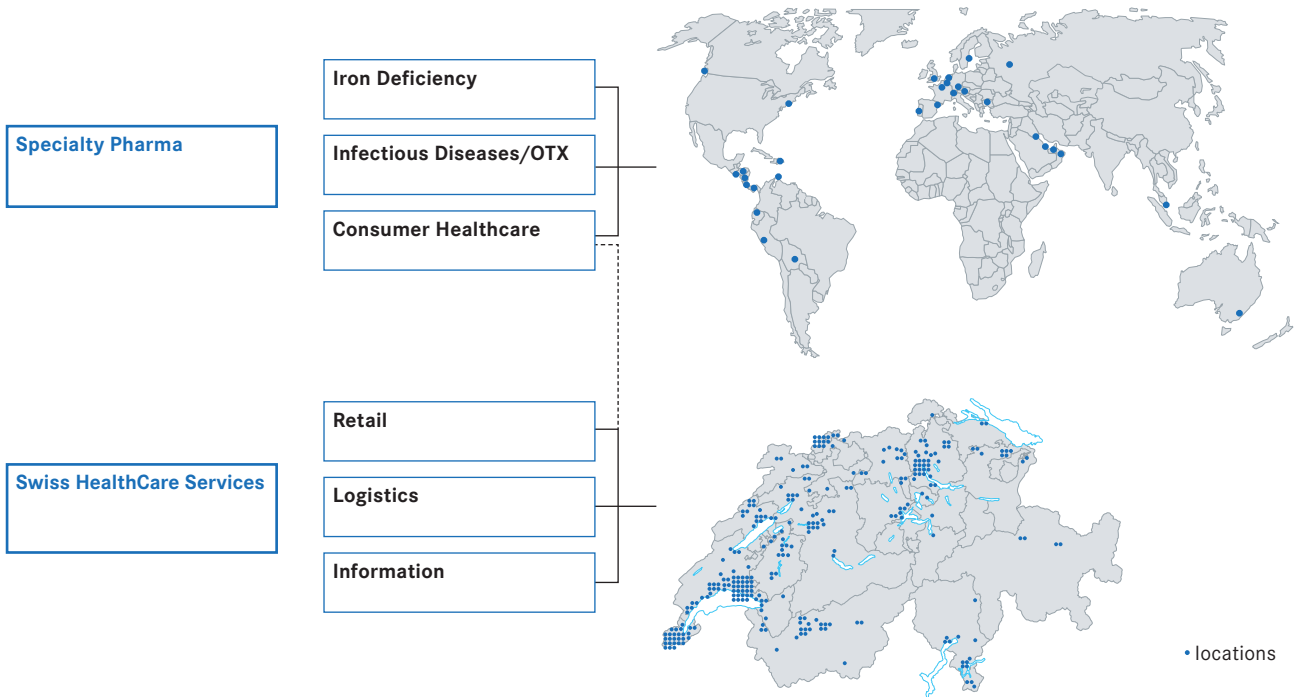 Specialty Pharma
Iron Deficiency
Infectious Diseases/OTX
Consumer Healthcare
Swiss HealthCare Services
Retail
Logistics
Information
locations